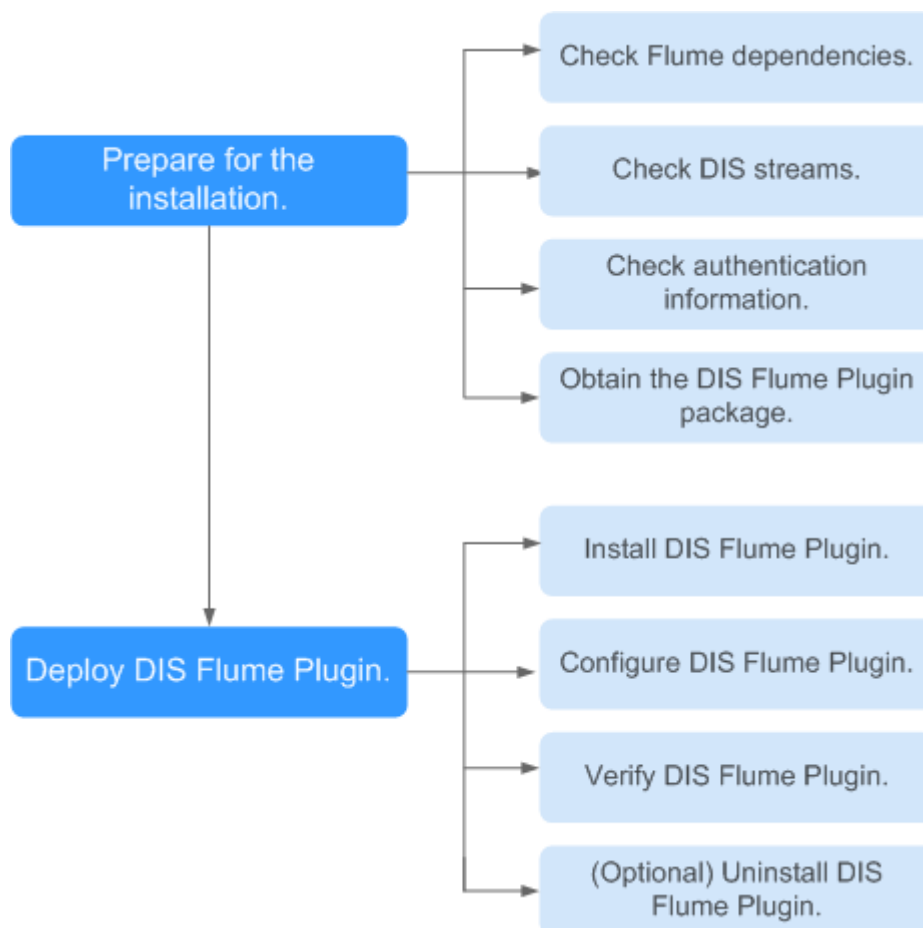 Prepare for the
installation.
Check Flume dependencies.
Check DIS streams.
Check authentication
information.
Obtain the DIS Flume Plugin
package.
Deploy DIS Flume Plugin.
Install DIS Flume Plugin.
Configure DIS Flume Plugin.
Verify DIS Flume Plugin.
(Optional) Uninstall DIS
Flume Plugin.